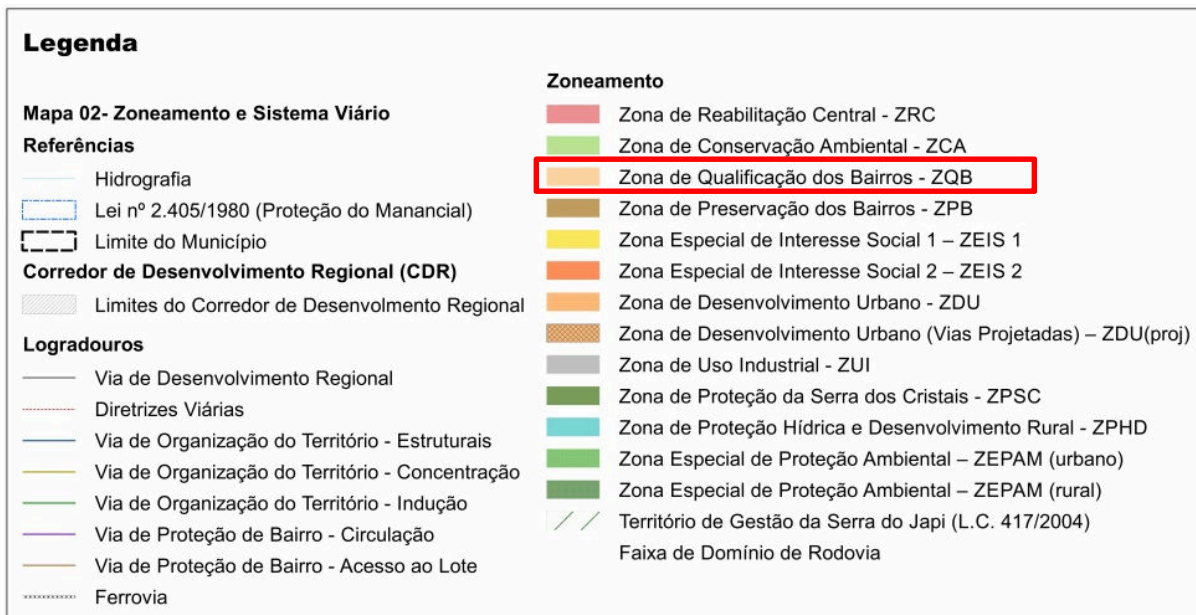 Legenda
Mapa 02- Zoneamento e Sistema Viário
Referências
Hidrografia
Lei nº 2.405/1980 (Proteção do Manancial)
Limite do Município
Corredor de Desenvolvimento Regional (CDR)
Limites do Corredor de Desenvolmento Regional
Logradouros
Via de Desenvolvimento Regional
Diretrizes Viárias
Via de Organização do Território - Estruturais
Via de Organização do Território - Concentração
Via de Organização do Território - Indução
Via de Proteção de Bairro - Circulação
Via de Proteção de Bairro - Acesso ao Lote
Ferrovia
Zoneamento
Zona de Reabilitação Central - ZRC
Zona de Conservação Ambiental - ZCA
Zona de Qualificação dos Bairros - ZQB
Zona de Preservação dos Bairros - ZPB
Zona Especial de Interesse Social 1 – ZEIS 1
Zona Especial de Interesse Social 2 – ZEIS 2
Zona de Desenvolvimento Urbano - ZDU
Zona de Desenvolvimento Urbano (Vias Projetadas) – ZDU(proj)
Zona de Uso Industrial - ZUI
Zona de Proteção da Serra dos Cristais - ZPSC
Zona de Proteção Hídrica e Desenvolvimento Rural - ZPHD
Zona Especial de Proteção Ambiental – ZEPAM (urbano)
Zona Especial de Proteção Ambiental – ZEPAM (rural)
Território de Gestão da Serra do Japi (L.C. 417/2004)
Faixa de Domínio de Rodovia